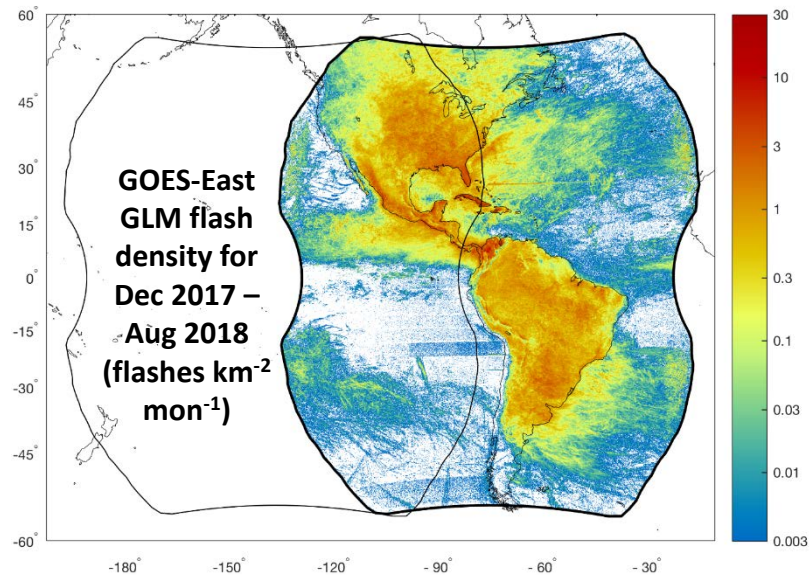 60°
45°
30°
15°
0°
-15°
-30°
-45°
-60°
GOES-East
GLM flash
density for
Dec 2017 –
Aug 2018
(flashes km⁻²
mon⁻¹)
-180° -150° -120° -90° -60° -30°
30
10
3
1
0.3
0.1
0.03
0.01
0.003